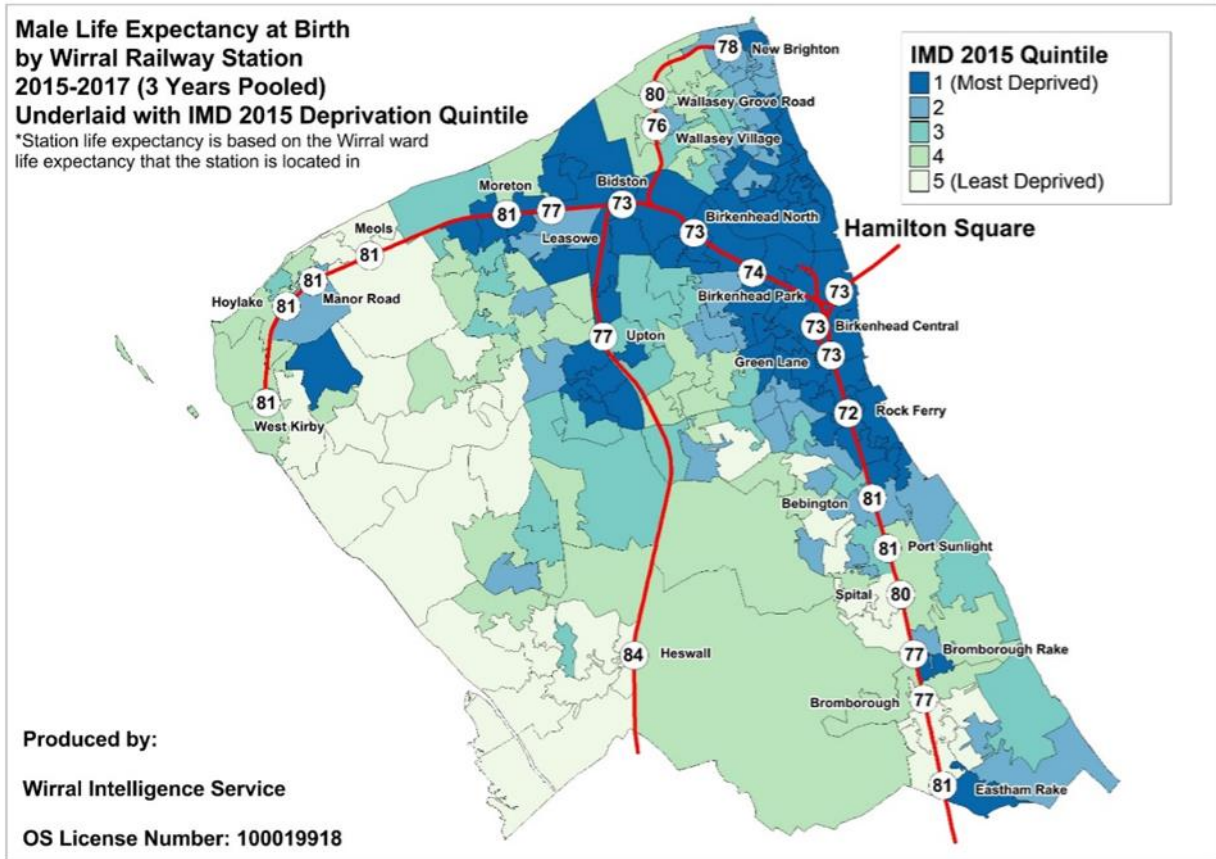 Male Life Expectancy at Birth
by Wirral Railway Station
2015-2017 (3 Years Pooled)
Underlaid with IMD 2015 Deprivation Quintile
*Station life expectancy is based on the Wirral ward
life expectancy that the station is located in
IMD 2015 Quintile
1 (Most Deprived)
2
3
4
5 (Least Deprived)
78 New Brighton
80 Wallasey Grove Road
76 Wallasey Village
Moreton
81
77
Leasowe
Bidston
73
Birkenhead North
73
Hamilton Square
73
74
Birkenhead Park
Meols
81
81
Manor Road
Hoylake
81
81
West Kirby
73 Birkenhead Central
Green Lane 73
77 Upton
72 Rock Ferry
Bebington 81
81 Port Sunlight
Spital 80
84 Heswall
77 Bromborough Rake
Bromborough 77
81 Eastham Rake
Produced by:
Wirral Intelligence Service
OS License Number: 100019918